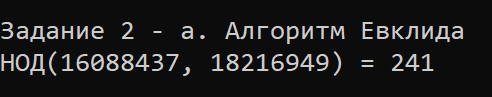 Задание 2 - а. Алгоритм Евклида
НОД(16088437, 18216949) = 241